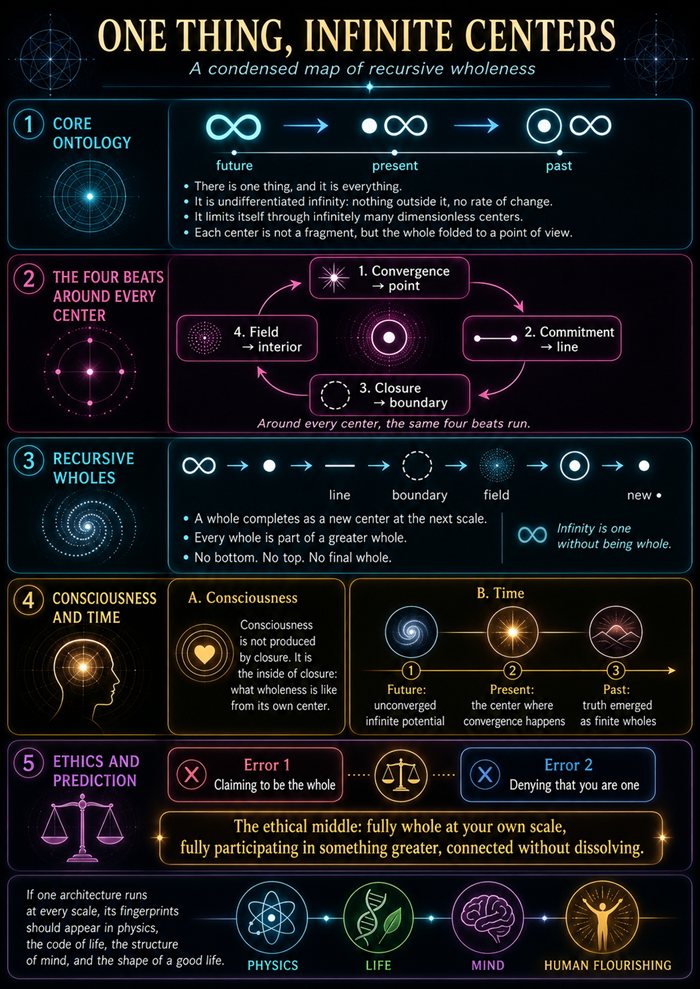 ONE THING, INFINITE CENTERS
A condensed map of recursive wholeness
1 CORE
ONTOLOGY
future
present
past
• There is one thing, and it is everything.
• It is undifferentiated infinity: nothing outside it, no rate of change.
• It limits itself through infinitely many dimensionless centers.
• Each center is not a fragment, but the whole folded to a point of view.
2 THE FOUR BEATS
AROUND EVERY
CENTER
1. Convergence
→ point
2. Commitment
→ line
3. Closure
→ boundary
4. Field
→ interior
Around every center, the same four beats run.
3 RECURSIVE
WHOLES
∞ → • →
line
boundary
field
new •
• A whole completes as a new center at the next scale.
• Every whole is part of a greater whole.
• No bottom. No top. No final whole.
∞ Infinity is one
without being whole.
4 CONSCIOUSNESS
AND TIME
A. Consciousness
Consciousness
is not produced
by closure. It is
the inside of closure:
what wholeness is like
from its own center.
B. Time
1
Future:
unconverged
infinite potential
2
Present:
the center where
convergence happens
3
Past:
truth emerged
as finite wholes
5 ETHICS AND
PREDICTION
Error 1
Claiming to be the whole
Error 2
Denying that you are one
The ethical middle: fully whole at your own scale,
fully participating in something greater, connected without dissolving.
If one architecture runs
at every scale, its fingerprints
should appear in physics,
the code of life, the structure
of mind, and the shape of a good life.
PHYSICS
LIFE
MIND
HUMAN FLOURISHING